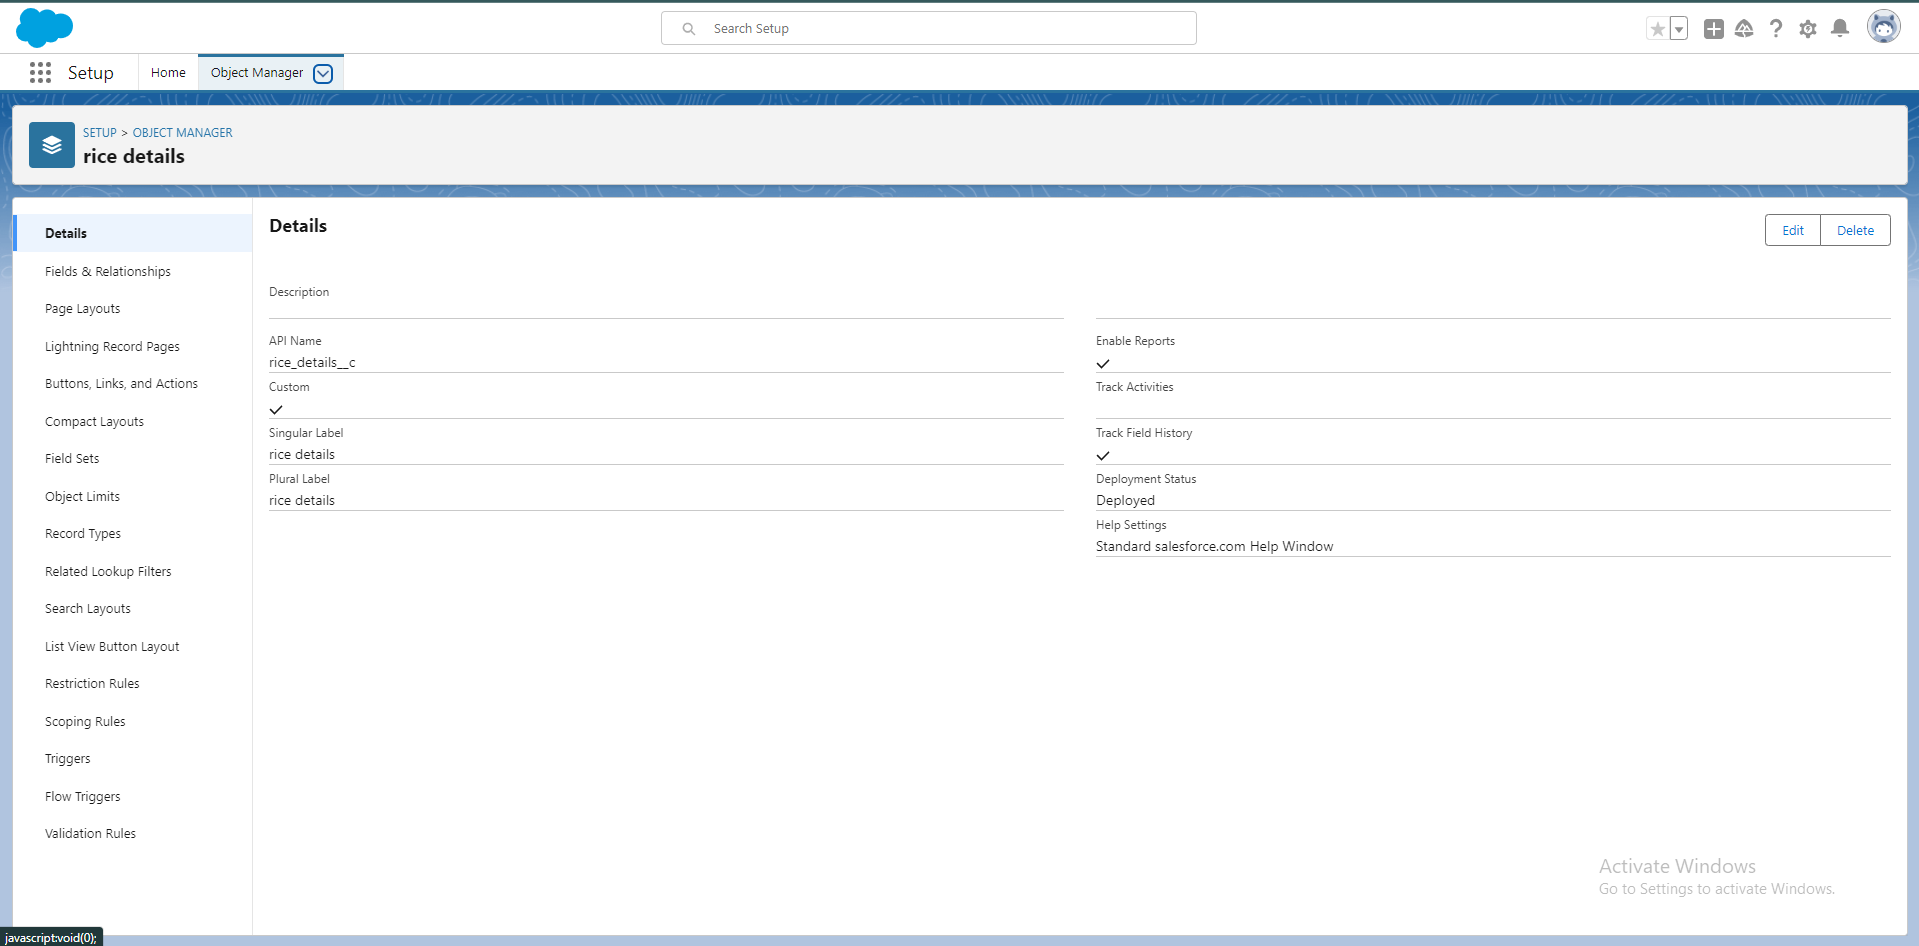 Search Setup
Setup
Home
Object Manager
SETUP > OBJECT MANAGER
rice details
Details
Fields & Relationships
Page Layouts
Lightning Record Pages
Buttons, Links, and Actions
Compact Layouts
Field Sets
Object Limits
Record Types
Related Lookup Filters
Search Layouts
List View Button Layout
Restriction Rules
Scoping Rules
Triggers
Flow Triggers
Validation Rules
Details
Edit
Delete
Description
API Name
rice_details__c
Custom
Singular Label
rice details
Plural Label
rice details
Enable Reports
Track Activities
Track Field History
Deployment Status
Deployed
Help Settings
Standard salesforce.com Help Window
Activate Windows
Go to Settings to activate Windows.
javascript:void(0);